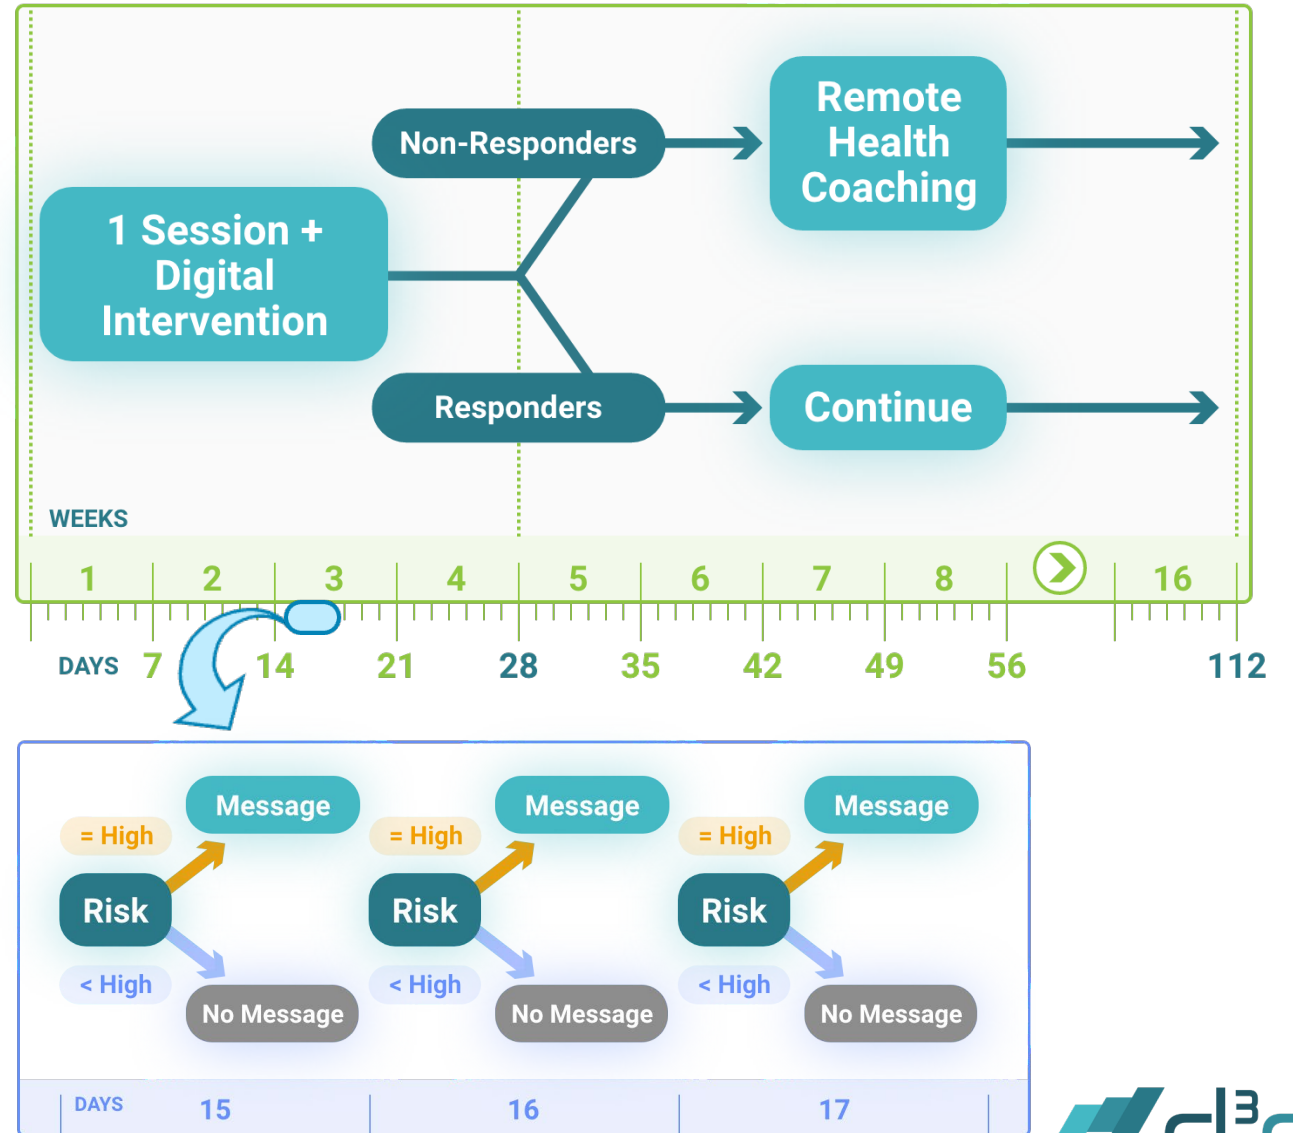 Non-Responders
Remote
Health
Coaching
1 Session +
Digital
Intervention
Responders
Continue
WEEKS
1 2 3 4 5 6 7 8 16
DAYS 7 14 21 28 35 42 49 56 112
Message Message Message
= High = High = High
Risk Risk Risk
< High < High < High
No Message No Message No Message
DAYS 15 16 17